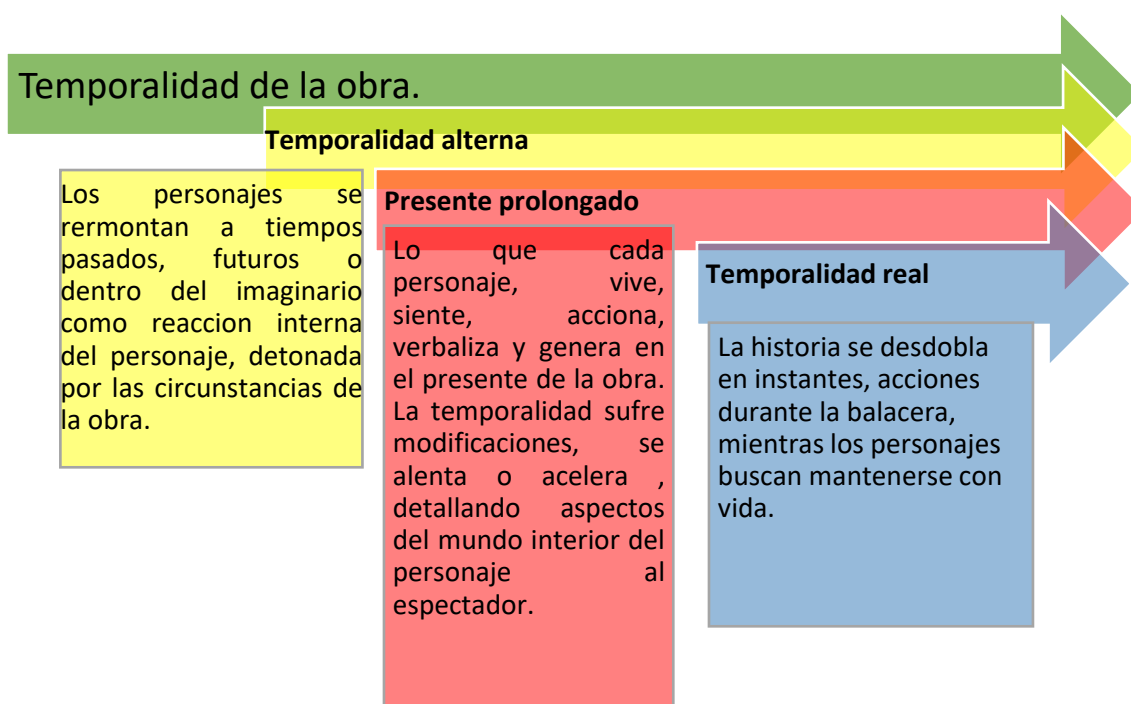 Temporalidad de la obra.
Temporalidad alterna
Los personajes se
rermontan a tiempos
pasados, futuros o
dentro del imaginario
como reaccion interna
del personaje, detonada
por las circunstancias de
la obra.
Presente prolongado
Lo que cada
personaje, vive,
siente, acciona,
verbaliza y genera en
el presente de la obra.
La temporalidad sufre
modificaciones, se
alenta o acelera ,
detallando aspectos
del mundo interior del
personaje al
espectador.
Temporalidad real
La historia se desdobla
en instantes, acciones
durante la balacera,
mientras los personajes
buscan mantenerse con
vida.